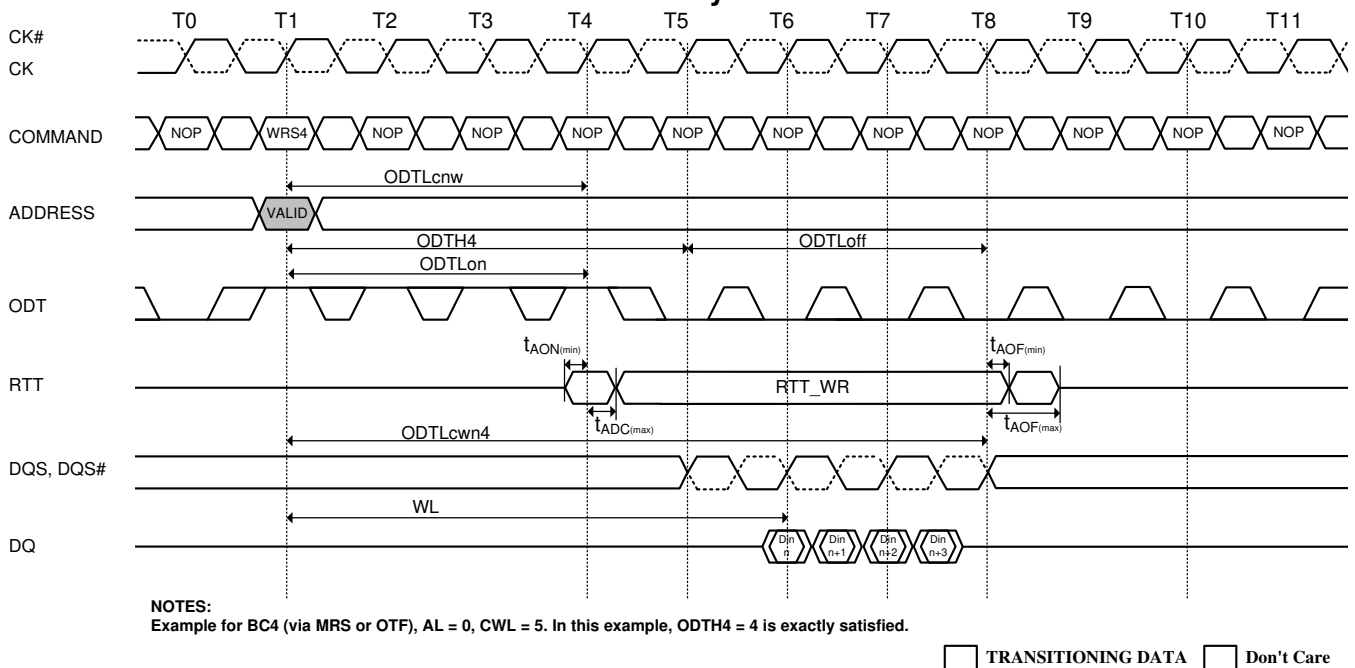 T0 T1 T2 T3 T4 T5 T6 T7 T8 T9 T10 T11
CK#
CK
COMMAND NOP WRS4 NOP NOP NOP NOP NOP NOP NOP NOP NOP NOP
ODTLcnw
ADDRESS VALID
ODTH4 ODTLoff
ODTLon
ODT
tAON(min) tAOF(min)
RTT RTT_WR
tADC(max) tAOF(max)
ODTLcwn4
DQS, DQS#
WL
DQ Din n Din n+1 Din n+2 Din n+3
NOTES:
Example for BC4 (via MRS or OTF), AL = 0, CWL = 5. In this example, ODTH4 = 4 is exactly satisfied.
TRANSITIONING DATA Don't Care